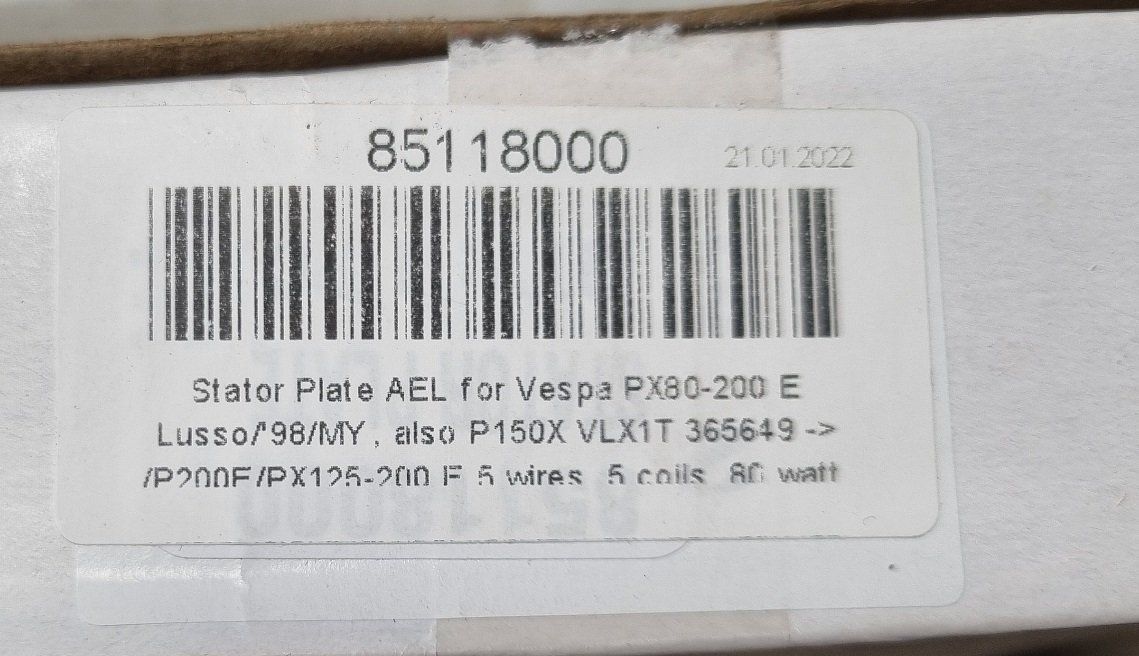 85118000 21.01.2022
Stator Plate AEL for Vespa PX80-200 E
Lusso/'98/MY, also P150X VLX1T 365649 ->
/P200E/PX125-200 E 5 wires 5 coils 80 watt
85118000